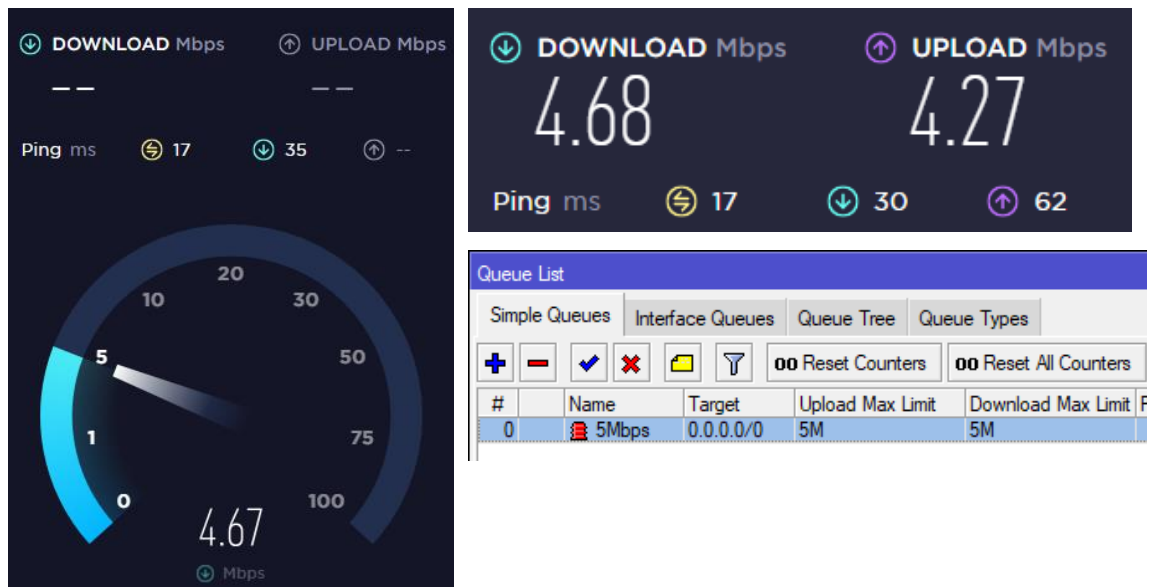 DOWNLOAD Mbps UPLOAD Mbps
-- --
Ping ms 17 35 --
20
10 30
5 50
1 75
0 100
4.67
Mbps
DOWNLOAD Mbps UPLOAD Mbps
4.68 4.27
Ping ms 17 30 62
Queue List
Simple Queues Interface Queues Queue Tree Queue Types
00 Reset Counters 00 Reset All Counters
# Name Target Upload Max Limit Download Max Limit
0 5Mbps 0.0.0.0/0 5M 5M